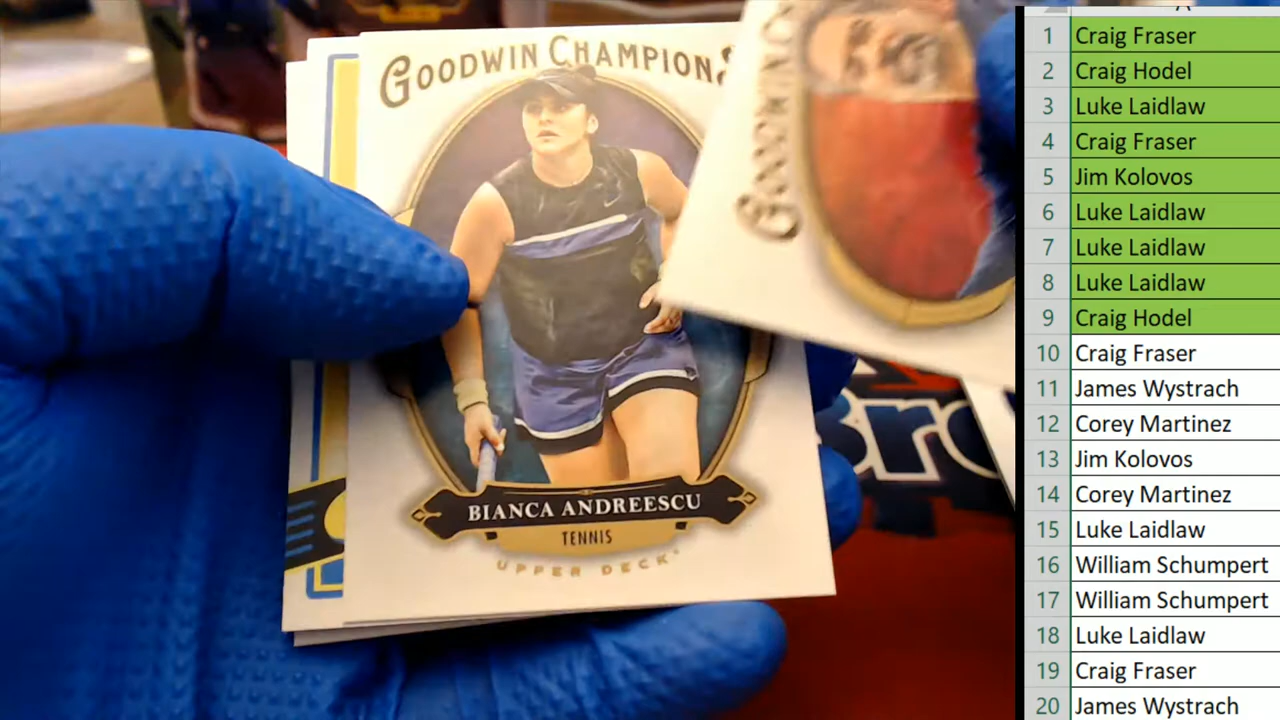 GOODWIN CHAMPIONS
BIANCA ANDREESCU
TENNIS
UPPER DECK
GOODWIN
Bro
A
1 Craig Fraser
2 Craig Hodel
3 Luke Laidlaw
4 Craig Fraser
5 Jim Kolovos
6 Luke Laidlaw
7 Luke Laidlaw
8 Luke Laidlaw
9 Craig Hodel
10 Craig Fraser
11 James Wystrach
12 Corey Martinez
13 Jim Kolovos
14 Corey Martinez
15 Luke Laidlaw
16 William Schumpert
17 William Schumpert
18 Luke Laidlaw
19 Craig Fraser
20 James Wystrach